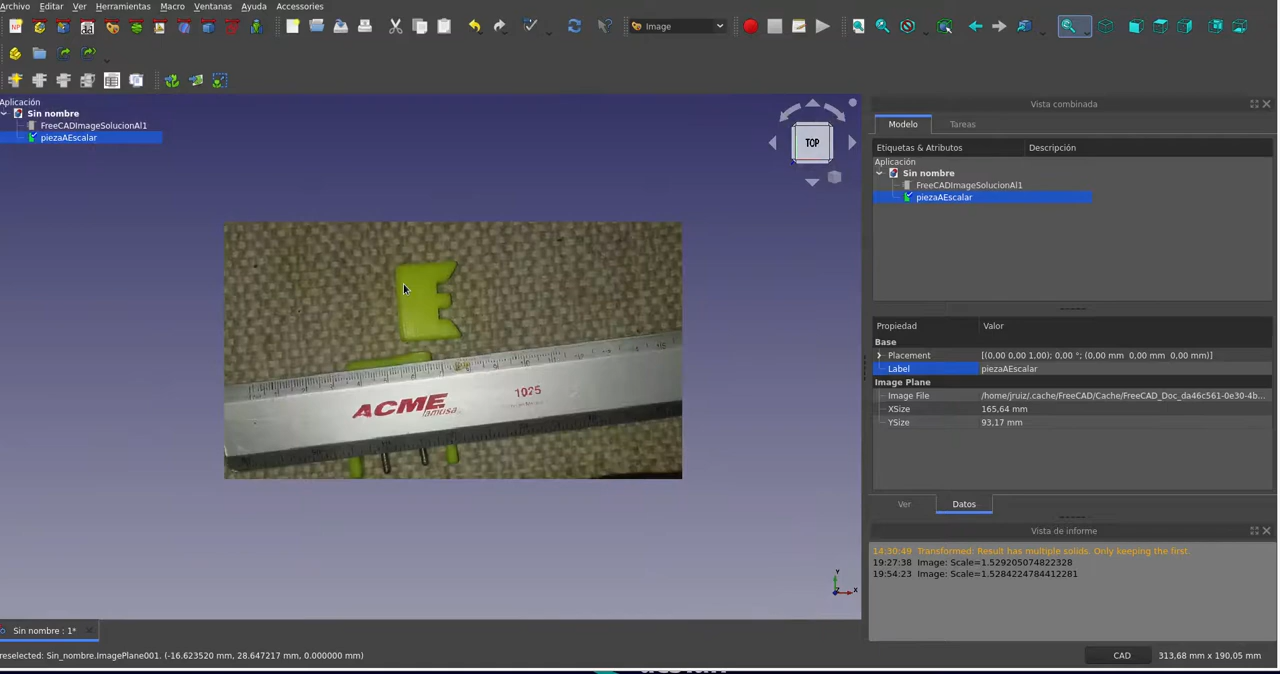 Archivo Editar Ver Herramientas Macro Ventanas Ayuda Accesorios
Image
Aplicación
Sin nombre
FreeCADImageSolucionAl1
piezaAEscalar
TOP
ACME
1025
Y
X
Sin nombre : 1*
Vista combinada
Modelo Tareas
Etiquetas & Atributos Descripción
Aplicación
Sin nombre
FreeCADImageSolucionAl1
piezaAEscalar
Propiedad Valor
Base
Placement [(0,00 0,00 1,00); 0,00 °; (0,00 mm 0,00 mm 0,00 mm)]
Label piezaAEscalar
Image Plane
Image File /home/jruiz/.cache/FreeCAD/Cache/FreeCAD_Doc_da46c561-0e30-4b...
XSize 165,64 mm
YSize 93,17 mm
Ver Datos
Vista de informe
14:30:49 Transformed: Result has multiple solids. Only keeping the first.
19:27:38 Image: Scale=1.529205074822328
19:54:23 Image: Scale=1.5284224784412281
reselected: Sin_nombre.ImagePlane001. (-16.623520 mm, 28.647217 mm, 0.000000 mm)
CAD 313,68 mm x 190,05 mm